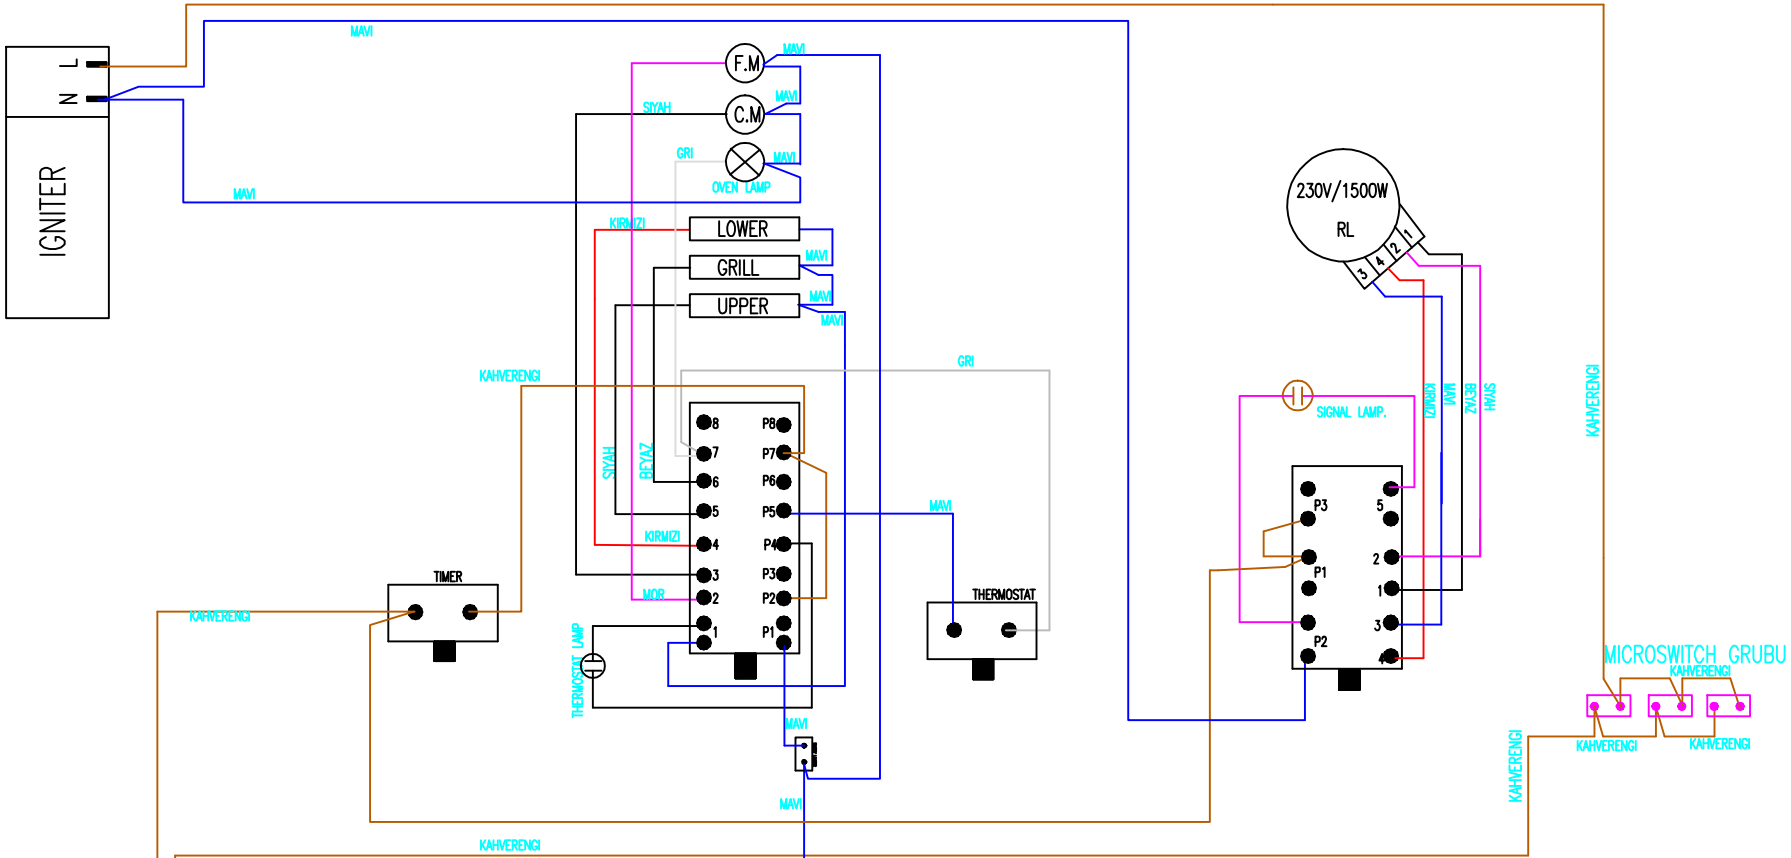 MAVI
L
N
IGNITER
MAVI
F.M
MAVI
SIYAH
C.M
MAVI
GRI
MAVI
OVEN LAMP
KIRMIZI
LOWER
MAVI
GRILL
MAVI
UPPER
MAVI
230V/1500W
RL
1
2
4
3
KAHVERENGI
GRI
KAHVERENGI
SIGNAL LAMP.
KIRMIZI
MAVI
BEYAZ
SIYAH
8
P8
7
P7
6
P6
5
P5
4
P4
3
P3
2
P2
1
P1
SIYAH
BEYAZ
KIRMIZI
MOR
MAVI
TIMER
KAHVERENGI
THERMOSTAT
THERMOSTAT LAMP
MAVI
MAVI
P3
5
P1
2
1
3
P2
4
MICROSWITCH GRUBU
KAHVERENGI
KAHVERENGI
KAHVERENGI
KAHVERENGI
KAHVERENGI